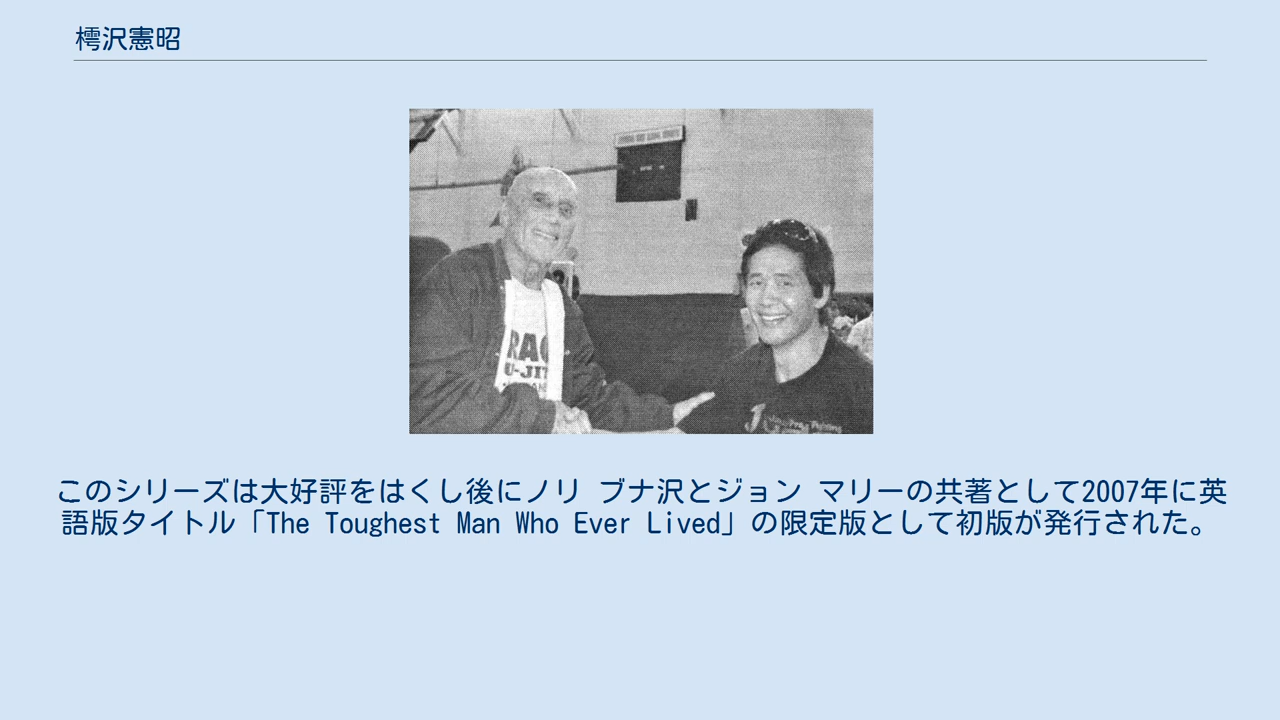 樗沢憲昭
RAC
U-JIT
このシリーズは大好評をはくし後にノリ ブナ沢とジョン マリーの共著として2007年に英
語版タイトル「The Toughest Man Who Ever Lived」の限定版として初版が発行された。